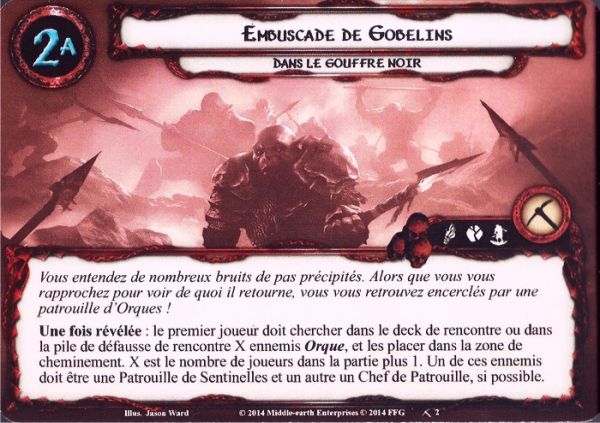 2A
Embuscade de Gobelins
Dans le Gouffre Noir
Vous entendez de nombreux bruits de pas précipités. Alors que vous vous
rapprochez pour voir de quoi il retourne, vous vous retrouvez encerclés par une
patrouille d'Orques !
Une fois révélée : le premier joueur doit chercher dans le deck de rencontre ou dans
la pile de défausse de rencontre X ennemis Orque, et les placer dans la zone de
cheminement. X est le nombre de joueurs dans la partie plus 1. Un de ces ennemis
doit être une Patrouille de Sentinelles et un autre un Chef de Patrouille, si possible.
Illus. Jason Ward © 2014 Middle-earth Enterprises © 2014 FFG 2